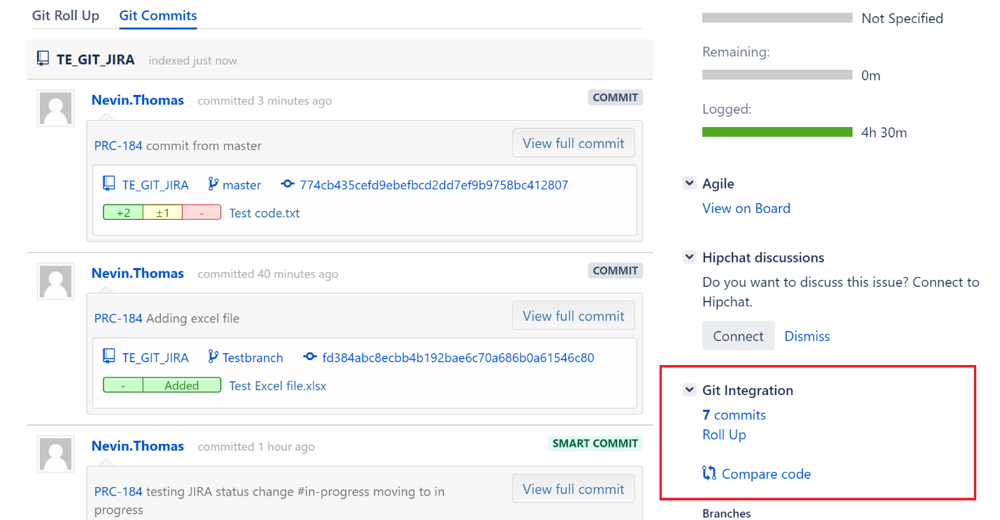 Git Roll Up Git Commits
TE_GIT_JIRA indexed just now
Nevin.Thomas committed 3 minutes ago COMMIT
PRC-184 commit from master View full commit
TE_GIT_JIRA master 774cb435cefd9ebefbcd2dd7ef9b9758bc412807
+2 ±1 - Test code.txt
Nevin.Thomas committed 40 minutes ago COMMIT
PRC-184 Adding excel file View full commit
TE_GIT_JIRA Testbranch fd384abc8ecbb4b192bae6c70a686b0a61546c80
- Added Test Excel file.xlsx
Nevin.Thomas committed 1 hour ago SMART COMMIT
PRC-184 testing JIRA status change #in-progress moving to in
progress
View full commit
Not Specified
Remaining:
0m
Logged:
4h 30m
Agile
View on Board
Hipchat discussions
Do you want to discuss this issue? Connect to
Hipchat.
Connect Dismiss
Git Integration
7 commits
Roll Up
Compare code
Branches